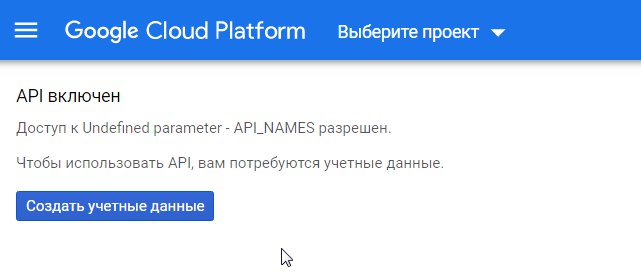 Google Cloud Platform Выберите проект
API включен
Доступ к Undefined parameter - API_NAMES разрешен.
Чтобы использовать API, вам потребуются учетные данные.
Создать учетные данные